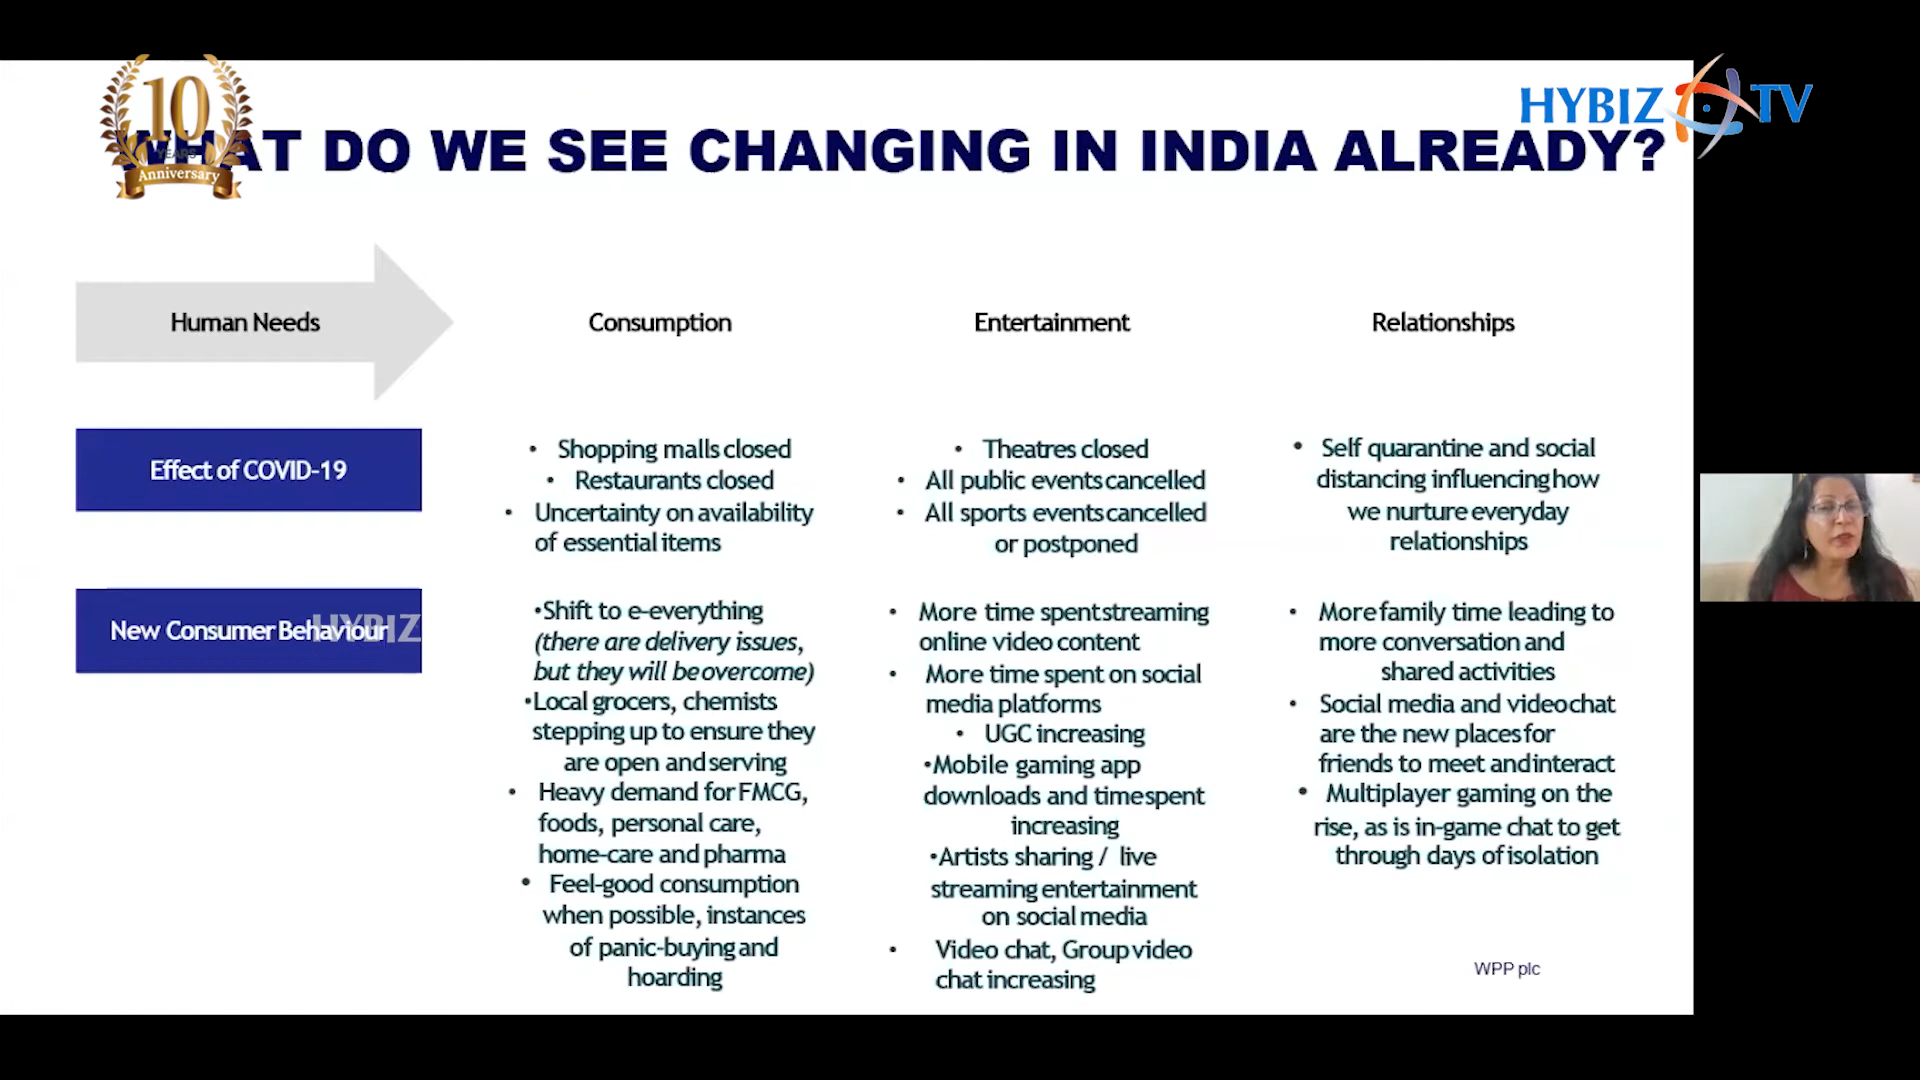 10
YEARS
Anniversary
HYBIZ TV
WHAT DO WE SEE CHANGING IN INDIA ALREADY?
Human Needs
Consumption
Entertainment
Relationships
Effect of COVID-19
• Shopping malls closed
• Restaurants closed
• Uncertainty on availability
of essential items
• Theatres closed
• All public events cancelled
• All sports events cancelled
or postponed
• Self quarantine and social
distancing influencing how
we nurture everyday
relationships
New Consumer Behaviour
HYBIZ
•Shift to e-everything
(there are delivery issues,
but they will be overcome)
•Local grocers, chemists
stepping up to ensure they
are open and serving
• Heavy demand for FMCG,
foods, personal care,
home-care and pharma
• Feel-good consumption
when possible, instances
of panic-buying and
hoarding
• More time spent streaming
online video content
• More time spent on social
media platforms
• UGC increasing
•Mobile gaming app
downloads and time spent
increasing
•Artists sharing / live
streaming entertainment
on social media
• Video chat, Group video
chat increasing
• More family time leading to
more conversation and
shared activities
• Social media and video chat
are the new places for
friends to meet and interact
• Multiplayer gaming on the
rise, as is in-game chat to get
through days of isolation
WPP plc